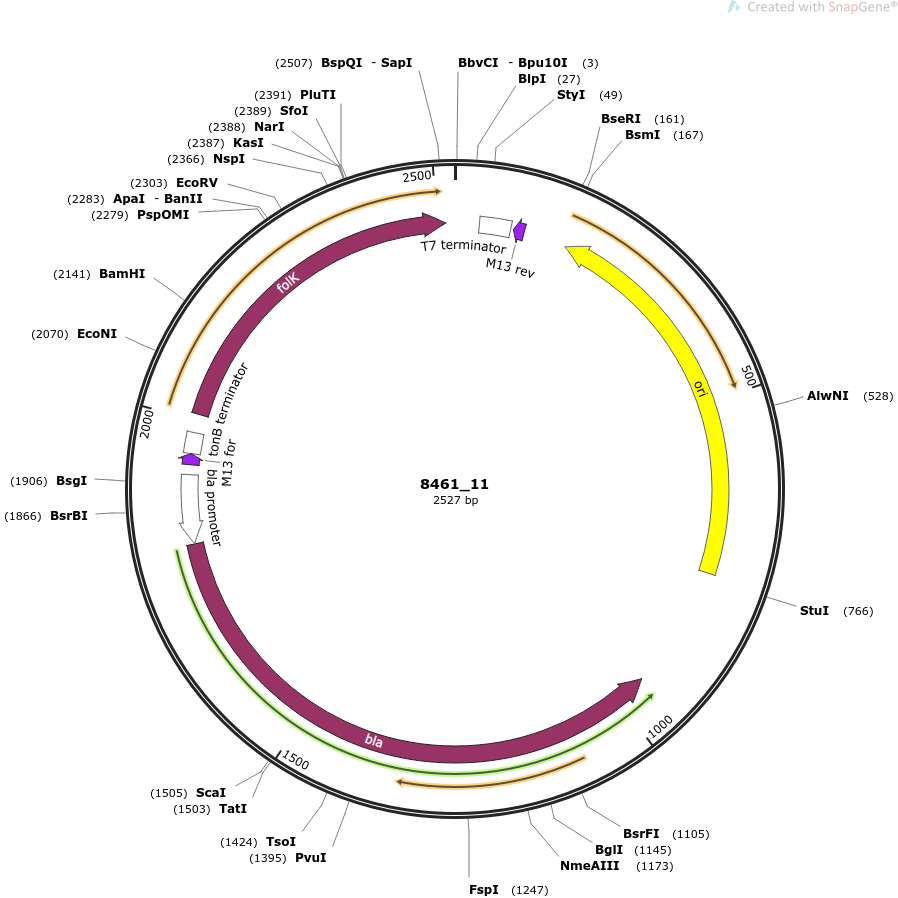 Created with SnapGene®
(2507) BspQI - SapI
BbvCI - Bpu10I (3)
BlpI (27)
StyI (49)
BseRI (161)
BsmI (167)
(2391) PluTI
(2389) SfoI
(2388) NarI
(2387) KasI
(2366) NspI
(2303) EcoRV
(2283) ApaI - BanII
(2279) PspOMI
(2141) BamHI
(2070) EcoNI
(1906) BsgI
(1866) BsrBI
2500
T7 terminator
M13 rev
folK
ori
500
AlwNI (528)
2000
tonB terminator
M13 for
bla promoter
8461_11
2527 bp
StuI (766)
1000
bla
1500
(1505) ScaI
(1503) TatI
(1424) TsoI
(1395) PvuI
BsrFI (1105)
BglI (1145)
NmeAIII (1173)
FspI (1247)